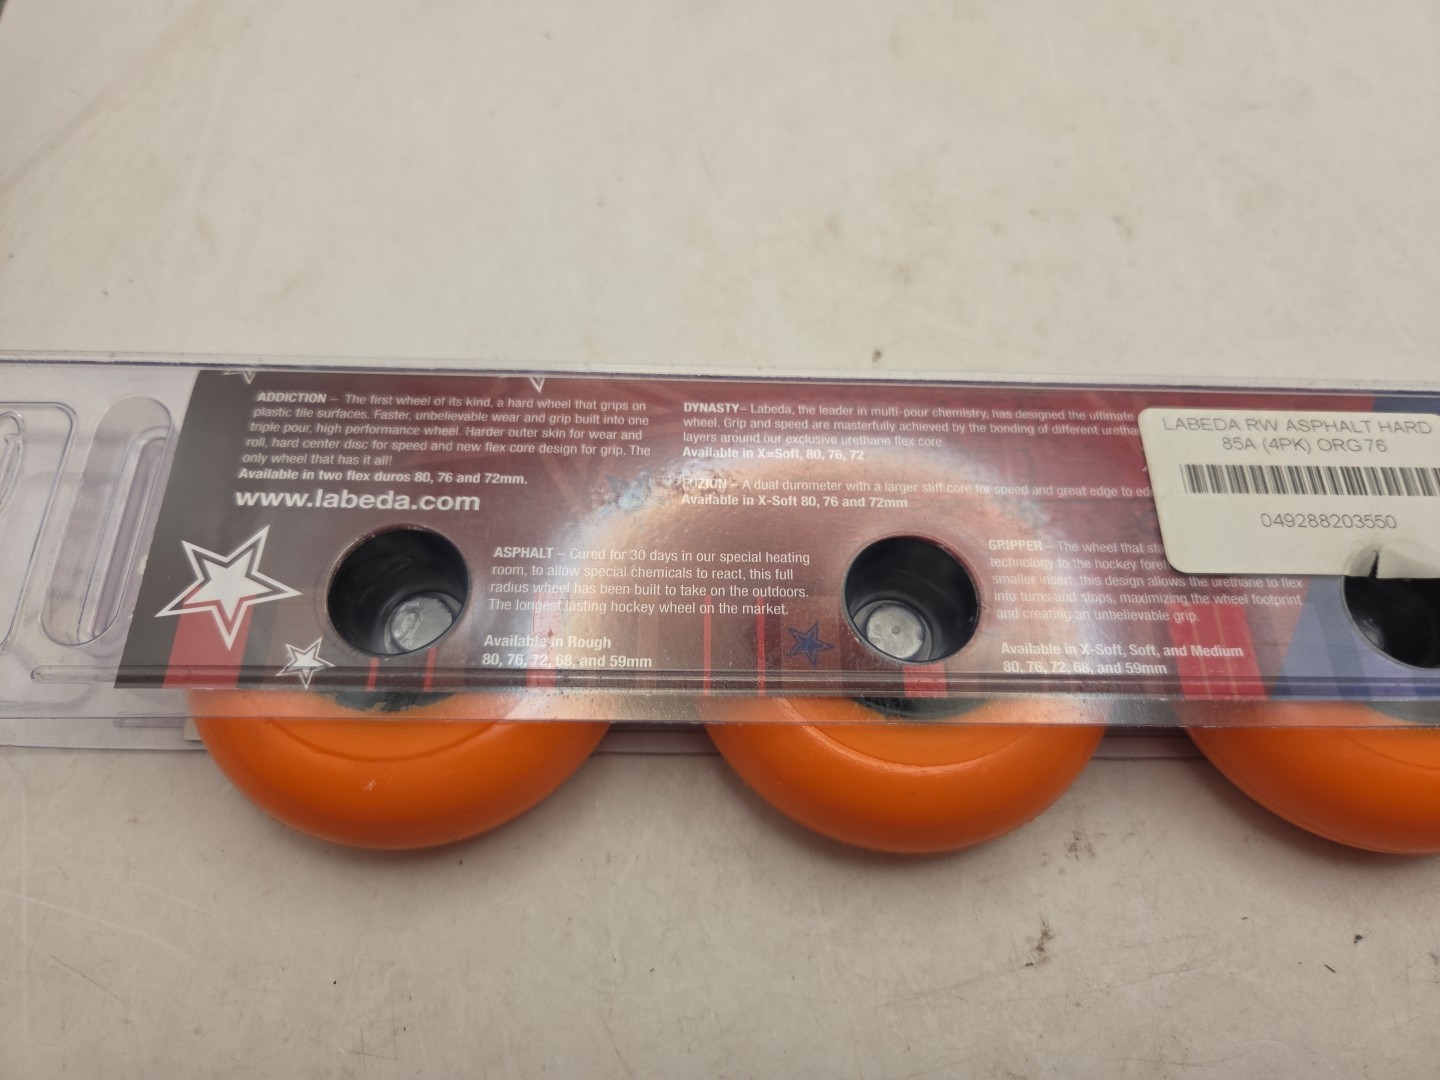 ADDICTION – The first wheel of its kind, a hard wheel that grips on
plastic tile surfaces. Faster, unbelievable wear and grip built into one
triple pour, high performance wheel. Harder outer skin for wear and
roll, hard center disc for speed and new flex core design for grip. The
only wheel that has it all!
Available in two flex duros 80, 76 and 72mm.
www.labeda.com
DYNASTY– Labeda, the leader in multi-pour chemistry, has designed the ultimate
wheel. Grip and speed are masterfully achieved by the bonding of different
layers around our exclusive urethane flex core.
Available in X=Soft, 80, 76, 72
FUZION – A dual durometer with a larger stiff core for speed and great edge to
Available in X-Soft 80, 76 and 72mm
LABEDA RW ASPHALT HARD
85A (4PK) ORG76
049288203550
ASPHALT – Cured for 30 days in our special heating
room, to allow special chemicals to react, this full
radius wheel has been built to take on the outdoors.
The longest lasting hockey wheel on the market.
Available in Rough
80, 76, 72, 68, and 59mm
GRIPPER – The wheel that
technology to the hockey
smaller insert, this design allows the urethane to flex
into turns and stops, maximizing the wheel footprint
and creating an unbelievable grip.
Available in X-Soft, Soft, and Medium
80, 76, 72, 68, and 59mm